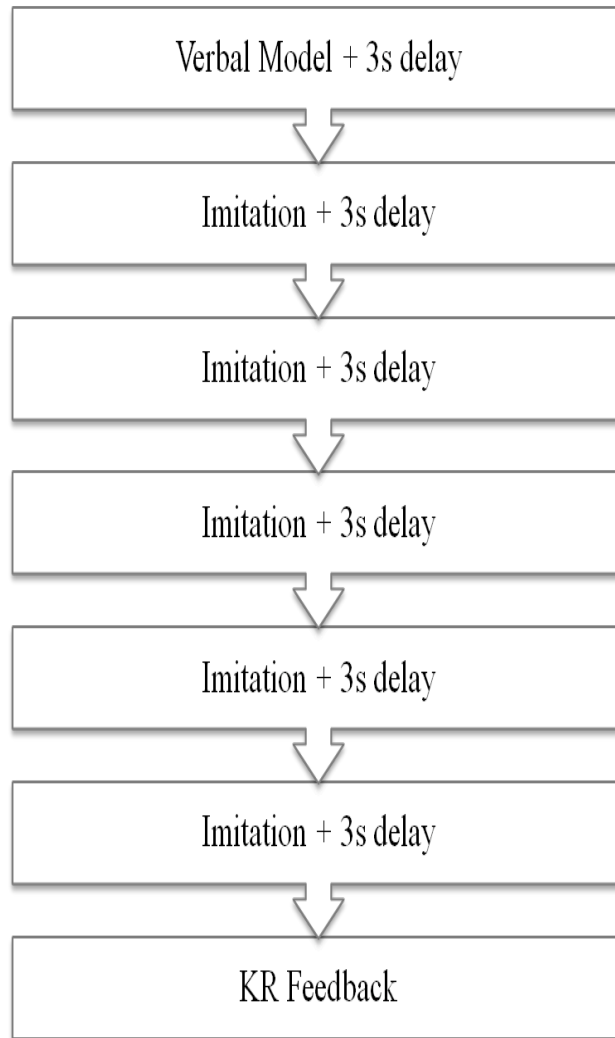 Verbal Model + 3s delay
Imitation + 3s delay
Imitation + 3s delay
Imitation + 3s delay
Imitation + 3s delay
Imitation + 3s delay
KR Feedback